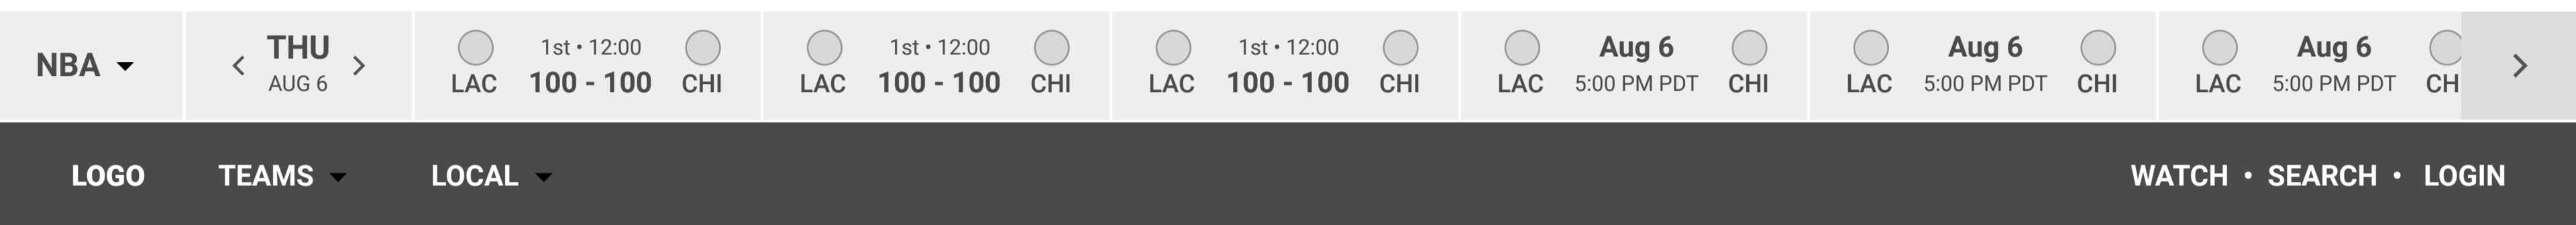 NBA
THU
AUG 6
1st • 12:00
LAC 100 - 100 CHI
1st • 12:00
LAC 100 - 100 CHI
1st • 12:00
LAC 100 - 100 CHI
Aug 6
LAC 5:00 PM PDT CHI
Aug 6
LAC 5:00 PM PDT CHI
Aug 6
LAC 5:00 PM PDT CH
LOGO TEAMS LOCAL WATCH • SEARCH • LOGIN